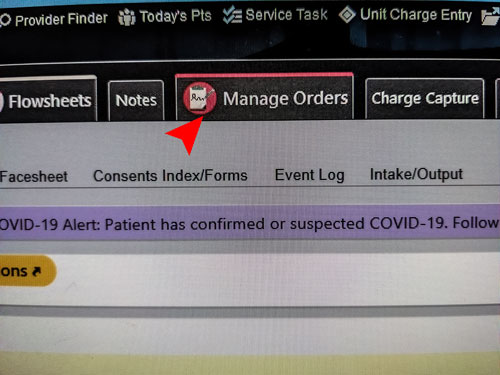 Provider Finder Today's Pts Service Task Unit Charge Entry
Flowsheets Notes Manage Orders Charge Capture
Facesheet Consents Index/Forms Event Log Intake/Output
OVID-19 Alert: Patient has confirmed or suspected COVID-19. Follow
ons